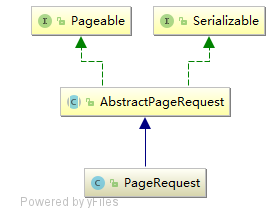 Pageable
Serializable
AbstractPageRequest
PageRequest
Powered by yFiles